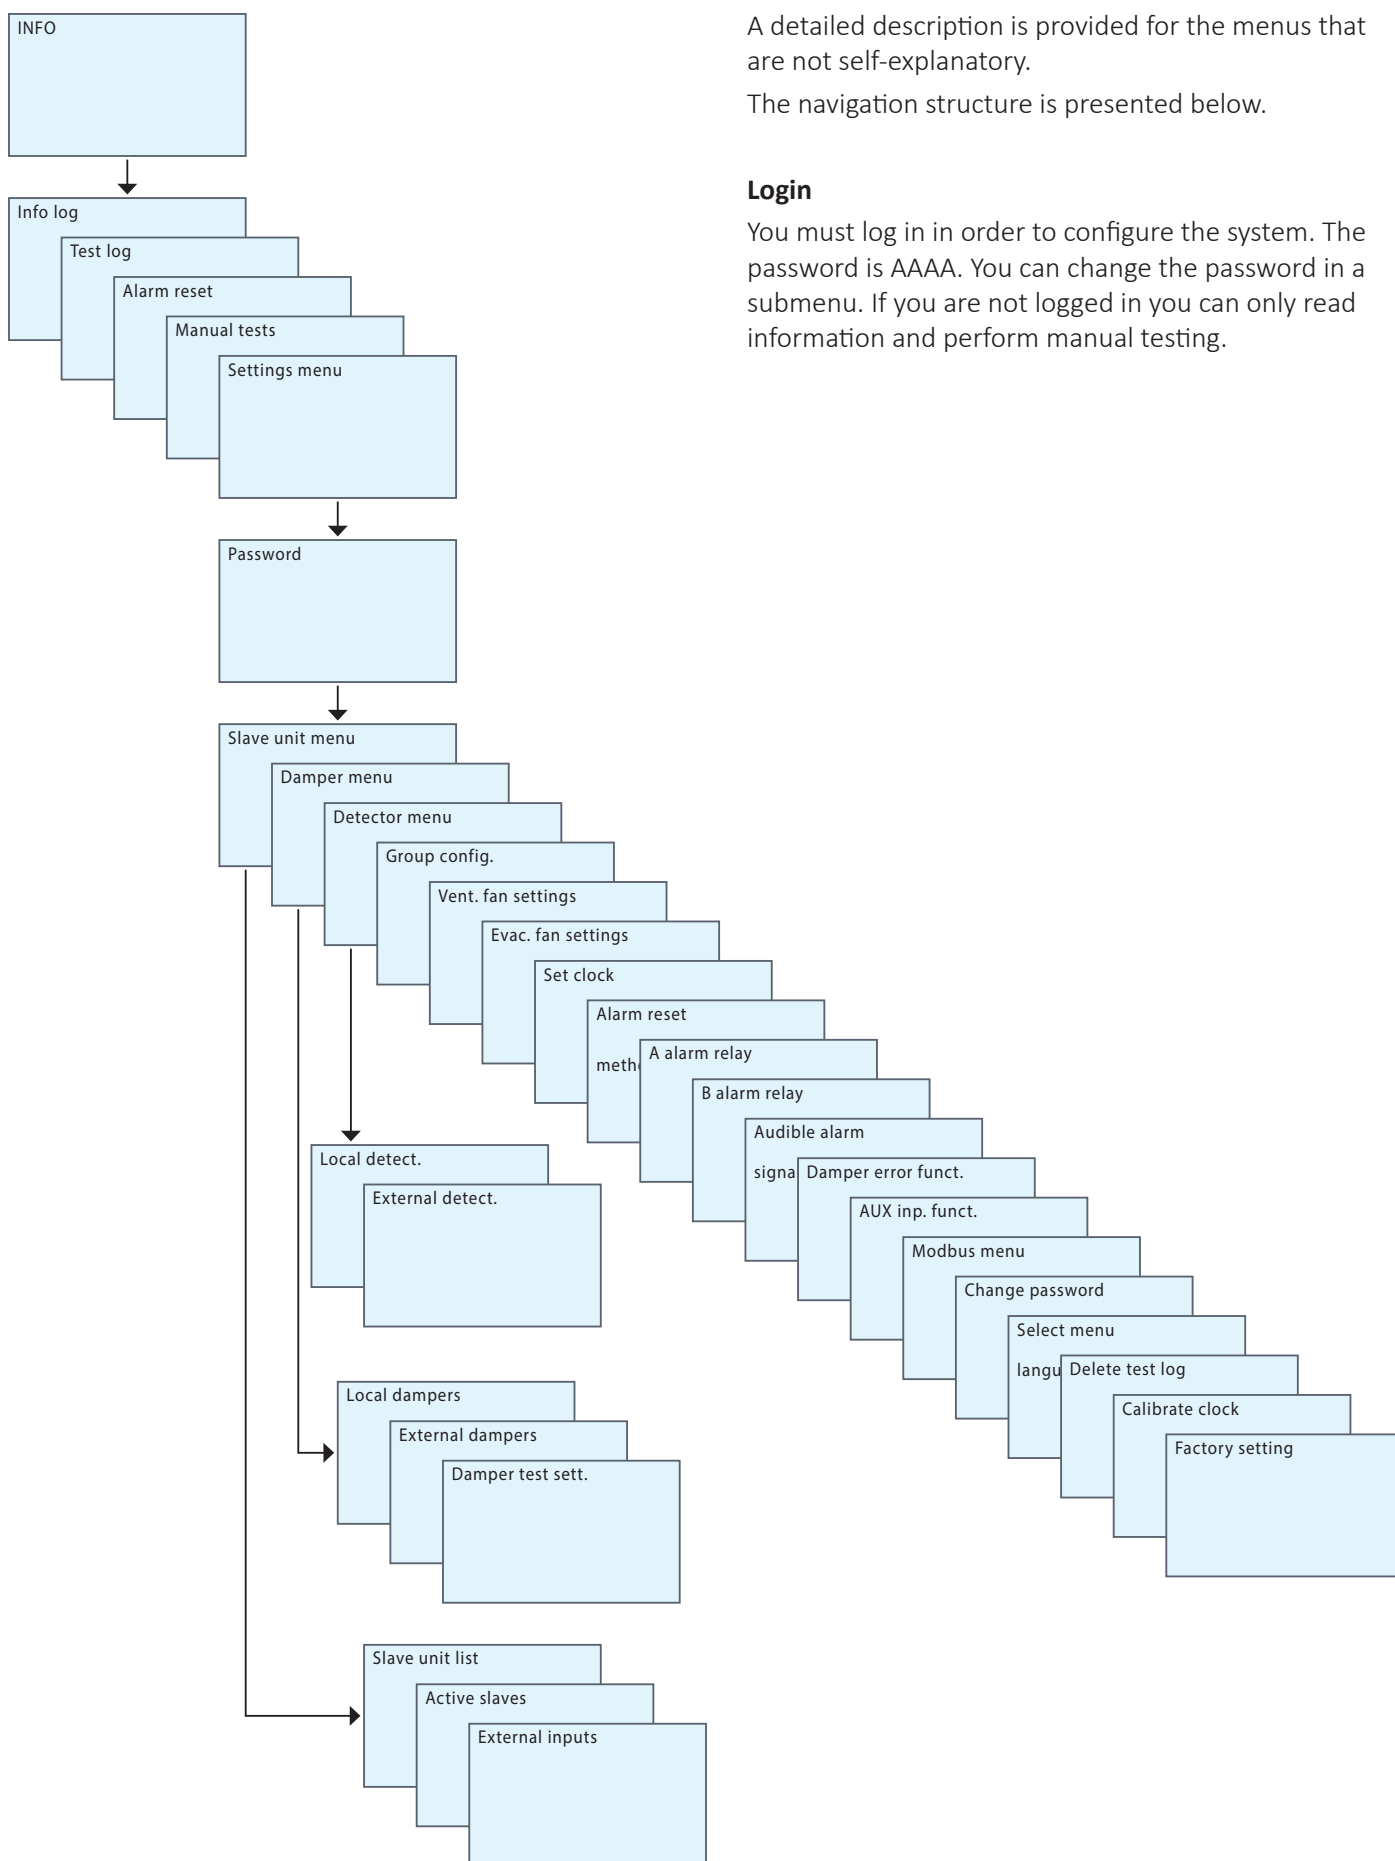 INFO
A detailed description is provided for the menus that
are not self-explanatory.
The navigation structure is presented below.
Login
You must log in in order to configure the system. The
password is AAAA. You can change the password in a
submenu. If you are not logged in you can only read
information and perform manual testing.
Info log
Test log
Alarm reset
Manual tests
Settings menu
Password
Slave unit menu
Damper menu
Detector menu
Group config.
Vent. fan settings
Evac. fan settings
Set clock
Alarm reset
A alarm relay
B alarm relay
Audible alarm
Damper error funct.
AUX inp. funct.
Modbus menu
Change password
Select menu
Delete test log
Calibrate clock
Factory setting
Local detect.
External detect.
Local dampers
External dampers
Damper test sett.
Slave unit list
Active slaves
External inputs